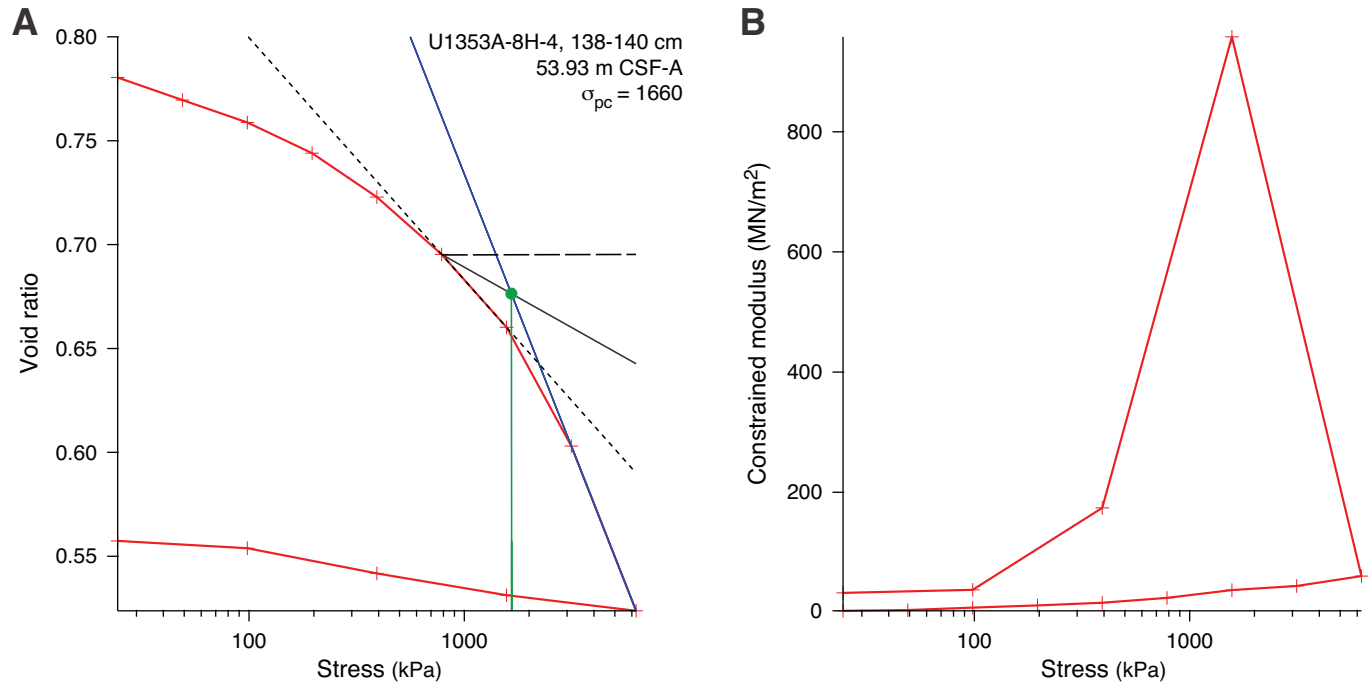 A
U1353A-8H-4, 138-140 cm
53.93 m CSF-A
σpc = 1660
0.80
0.75
0.70
0.65
0.60
0.55
Void ratio
100
1000
Stress (kPa)
B
800
600
400
200
0
Constrained modulus (MN/m²)
100
1000
Stress (kPa)